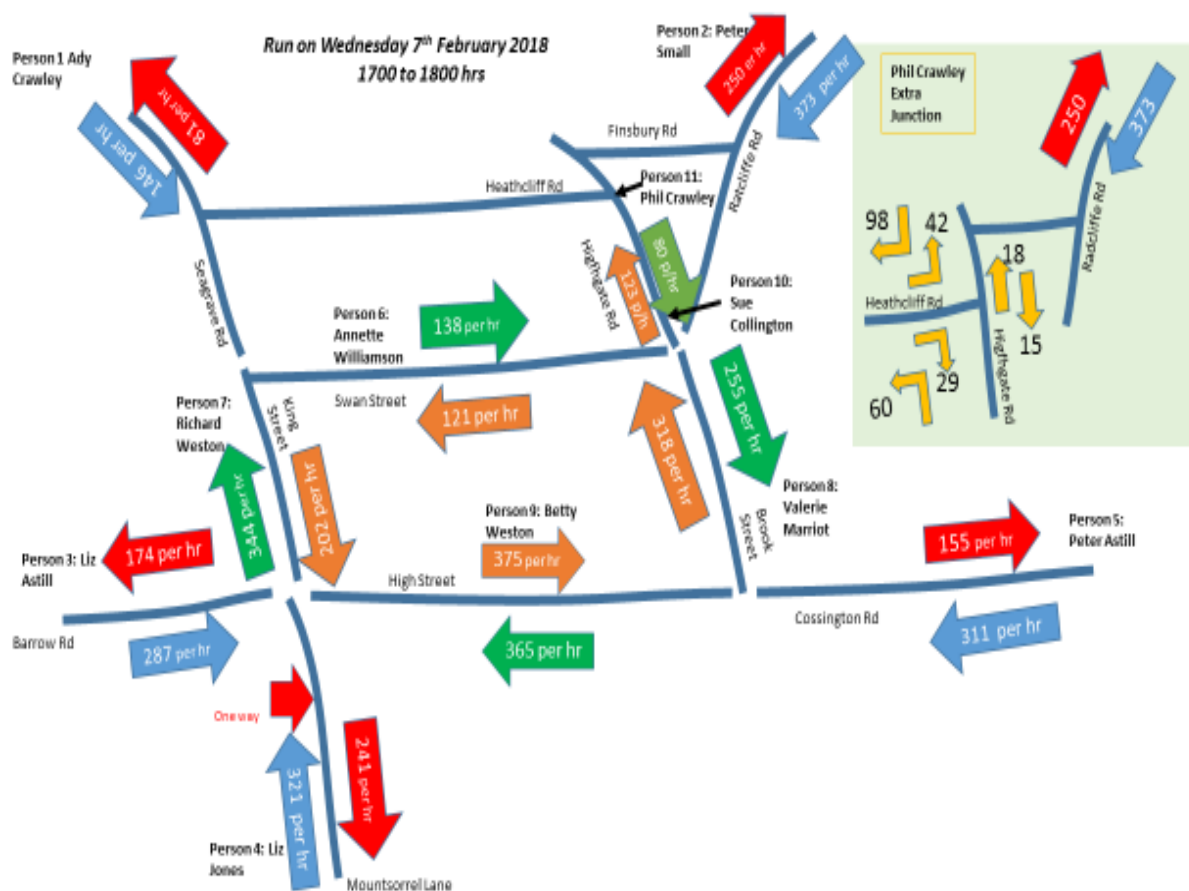 Run on Wednesday 7th February 2018
1700 to 1800 hrs
Person 1 Ady
Crawley
81 per hr
146 per hr
Person 2: Peter
Small
250 er hr
373 per hr
Finsbury Rd
Ratcliffe Rd
Heathcliff Rd
Person 11:
Phil Crawley
80 p/hr
123 p/h
Higfhgate Rd
Person 10:
Sue
Collington
Seagrave Rd
Person 6:
Annette
Williamson
138 per hr
Swan Street
121 per hr
Person 7:
Richard
Weston
King
Street
344 per hr
202 per hr
318 per hr
255 per hr
Person 8:
Valerie
Marriot
Brook
Street
Person 9: Betty
Weston
375 per hr
High Street
365 per hr
Person 3: Liz
Astill
174 per hr
Barrow Rd
287 per hr
155 per hr
Person 5:
Peter Astill
Cossington Rd
311 per hr
One way
321 per hr
241 per hr
Person 4: Liz
Jones
Mountsorrel Lane
Phil Crawley
Extra
Junction
250
373
98
42
18
Radcliffe Rd
Heathcliff Rd
15
Higfhgate Rd
29
60